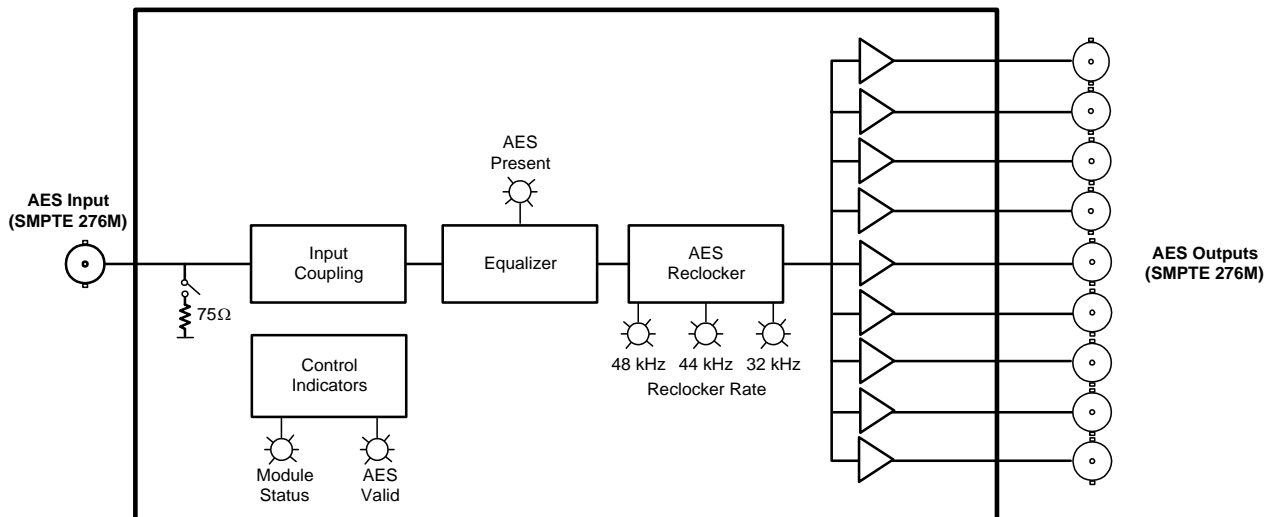 AES Input
(SMPTE 276M)
75Ω
Input
Coupling
AES
Present
Equalizer
AES
Reclocker
48 kHz
44 kHz
32 kHz
Reclocker Rate
Control
Indicators
Module
Status
AES
Valid
AES Outputs
(SMPTE 276M)